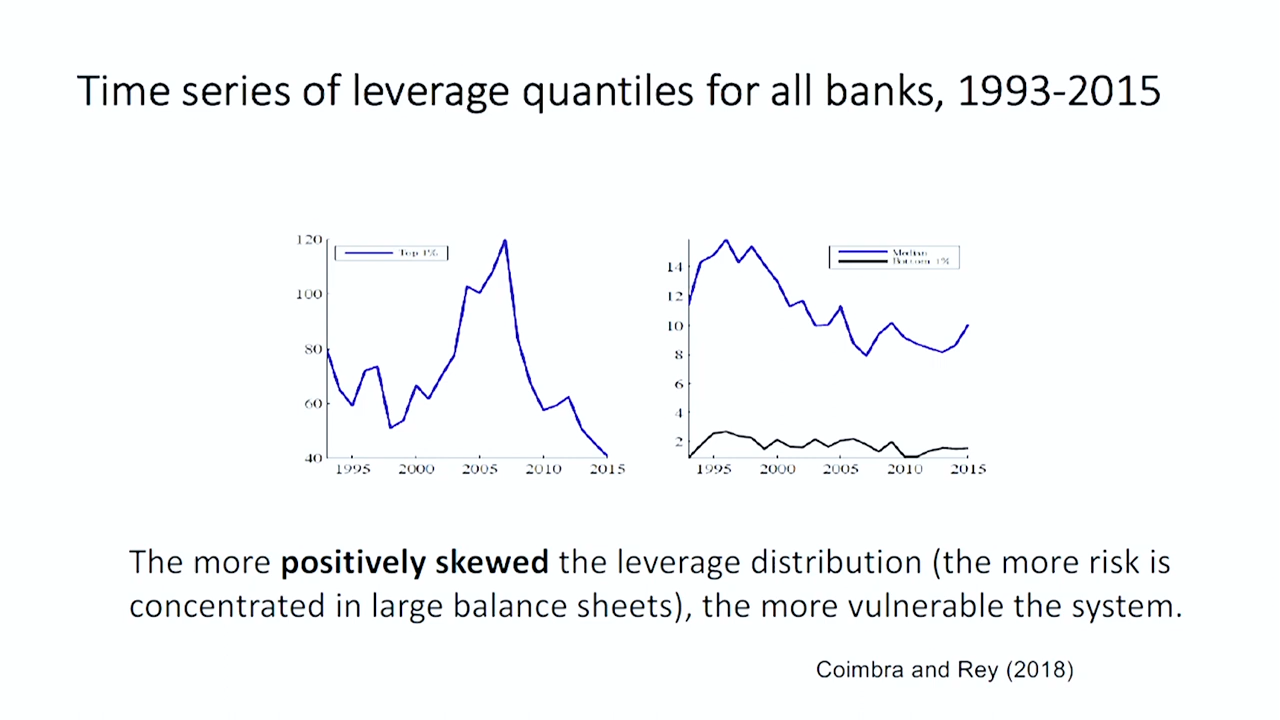 Time series of leverage quantiles for all banks, 1993-2015
120
100
80
60
40
Top 1%
1995 2000 2005 2010 2015
14
12
10
8
6
4
2
Median
Bottom 1%
1995 2000 2005 2010 2015
The more positively skewed the leverage distribution (the more risk is
concentrated in large balance sheets), the more vulnerable the system.
Coimbra and Rey (2018)